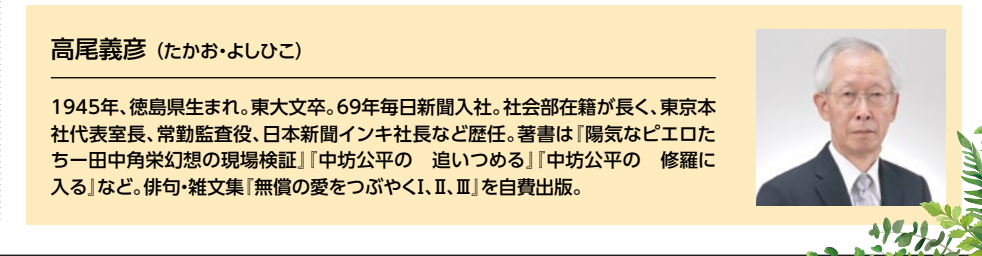 高尾義彦（たかお・よしひこ）
1945年、徳島県生まれ。東大文卒。69年毎日新聞入社。社会部在籍が長く、東京本
社代表室長、常勤監査役、日本新聞インキ社長など歴任。著書は『陽気なピエロた
ちー田中角栄幻想の現場検証』『中坊公平の　追いつめる』『中坊公平の　修羅に
入る』など。俳句・雑文集『無償の愛をつぶやくⅠ、Ⅱ、Ⅲ』を自費出版。